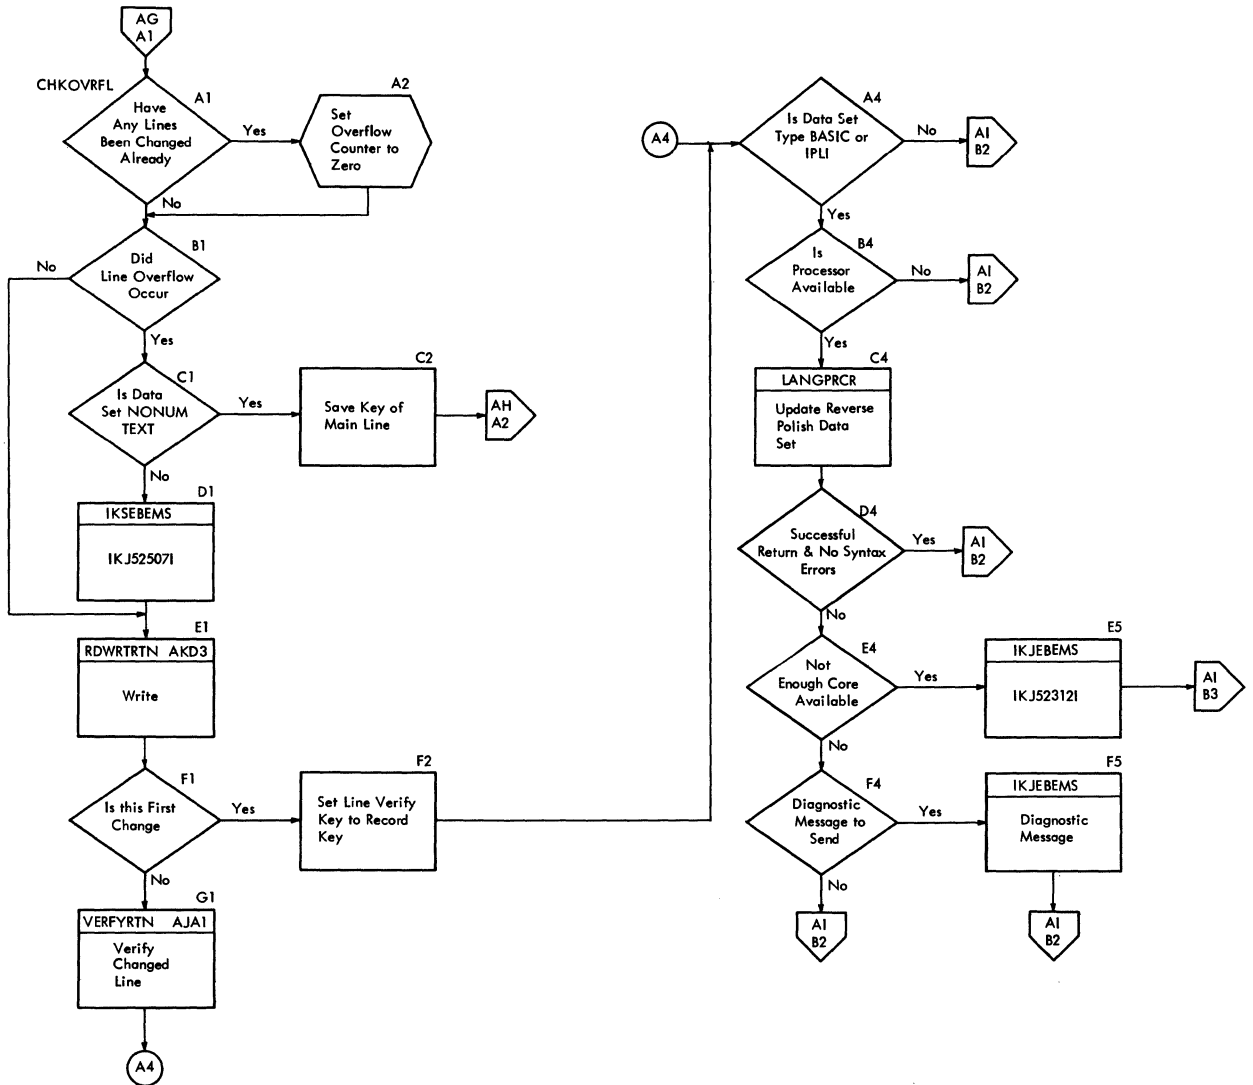 AG
A1
CHKOVRFL
A1
Have
Any Lines
Been Changed
Already
Yes
A2
Set
Overflow
Counter to
Zero
No
B1
Did
Line Overflow
Occur
No
Yes
C1
Is Data
Set NONUM
TEXT
Yes
C2
Save Key of
Main Line
AH
A2
No
D1
IKSEBEMS
IKJ52507I
E1
RDWRTRTN AKD3
Write
F1
Is this First
Change
Yes
F2
Set Line Verify
Key to Record
Key
No
G1
VERFYRTN AJA1
Verify
Changed
Line
A4
A4
A4
Is Data Set
Type BASIC or
IPLI
No
AI
B2
Yes
B4
Is
Processor
Available
No
AI
B2
Yes
C4
LANGPRCR
Update Reverse
Polish Data
Set
D4
Successful
Return & No Syntax
Errors
Yes
AI
B2
No
E4
Not
Enough Core
Available
Yes
E5
IKJEBEMS
IKJ52312I
AI
B3
No
F4
Diagnostic
Message to
Send
Yes
F5
IKJEBEMS
Diagnostic
Message
No
AI
B2
AI
B2